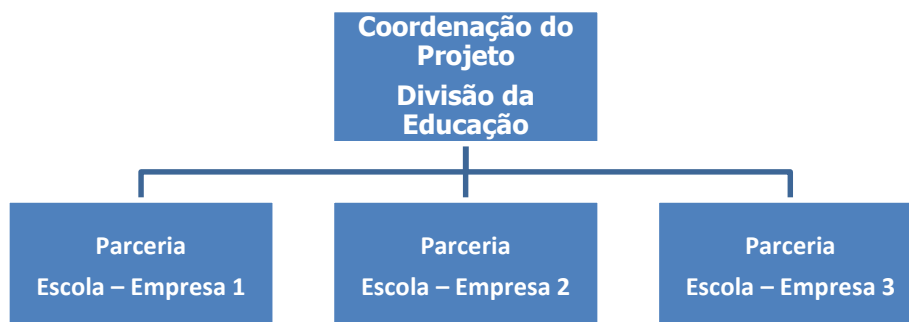 Coordenação do
Projeto
Divisão da
Educação
Parceria
Escola – Empresa 1
Parceria
Escola – Empresa 2
Parceria
Escola – Empresa 3